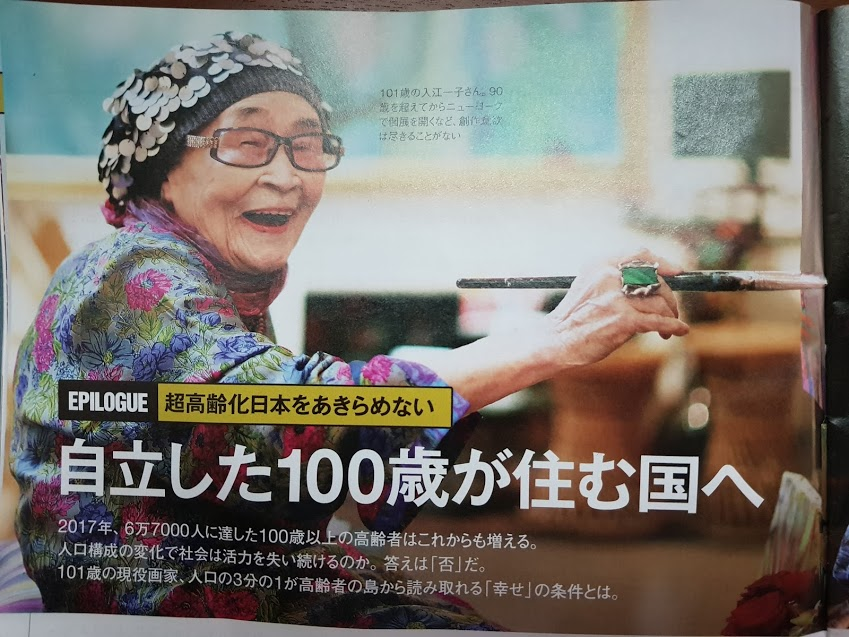 101歳の入江一子さん。90
歳を超えてからニューヨーク
で個展を開くなど、創作意欲
は尽きることがない
EPILOGUE 超高齢化日本をあきらめない
自立した100歳が住む国へ
2017年、6万7000人に達した100歳以上の高齢者はこれからも増える。
人口構成の変化で社会は活力を失い続けるのか。答えは「否」だ。
101歳の現役画家、人口の3分の1が高齢者の島から読み取れる「幸せ」の条件とは。